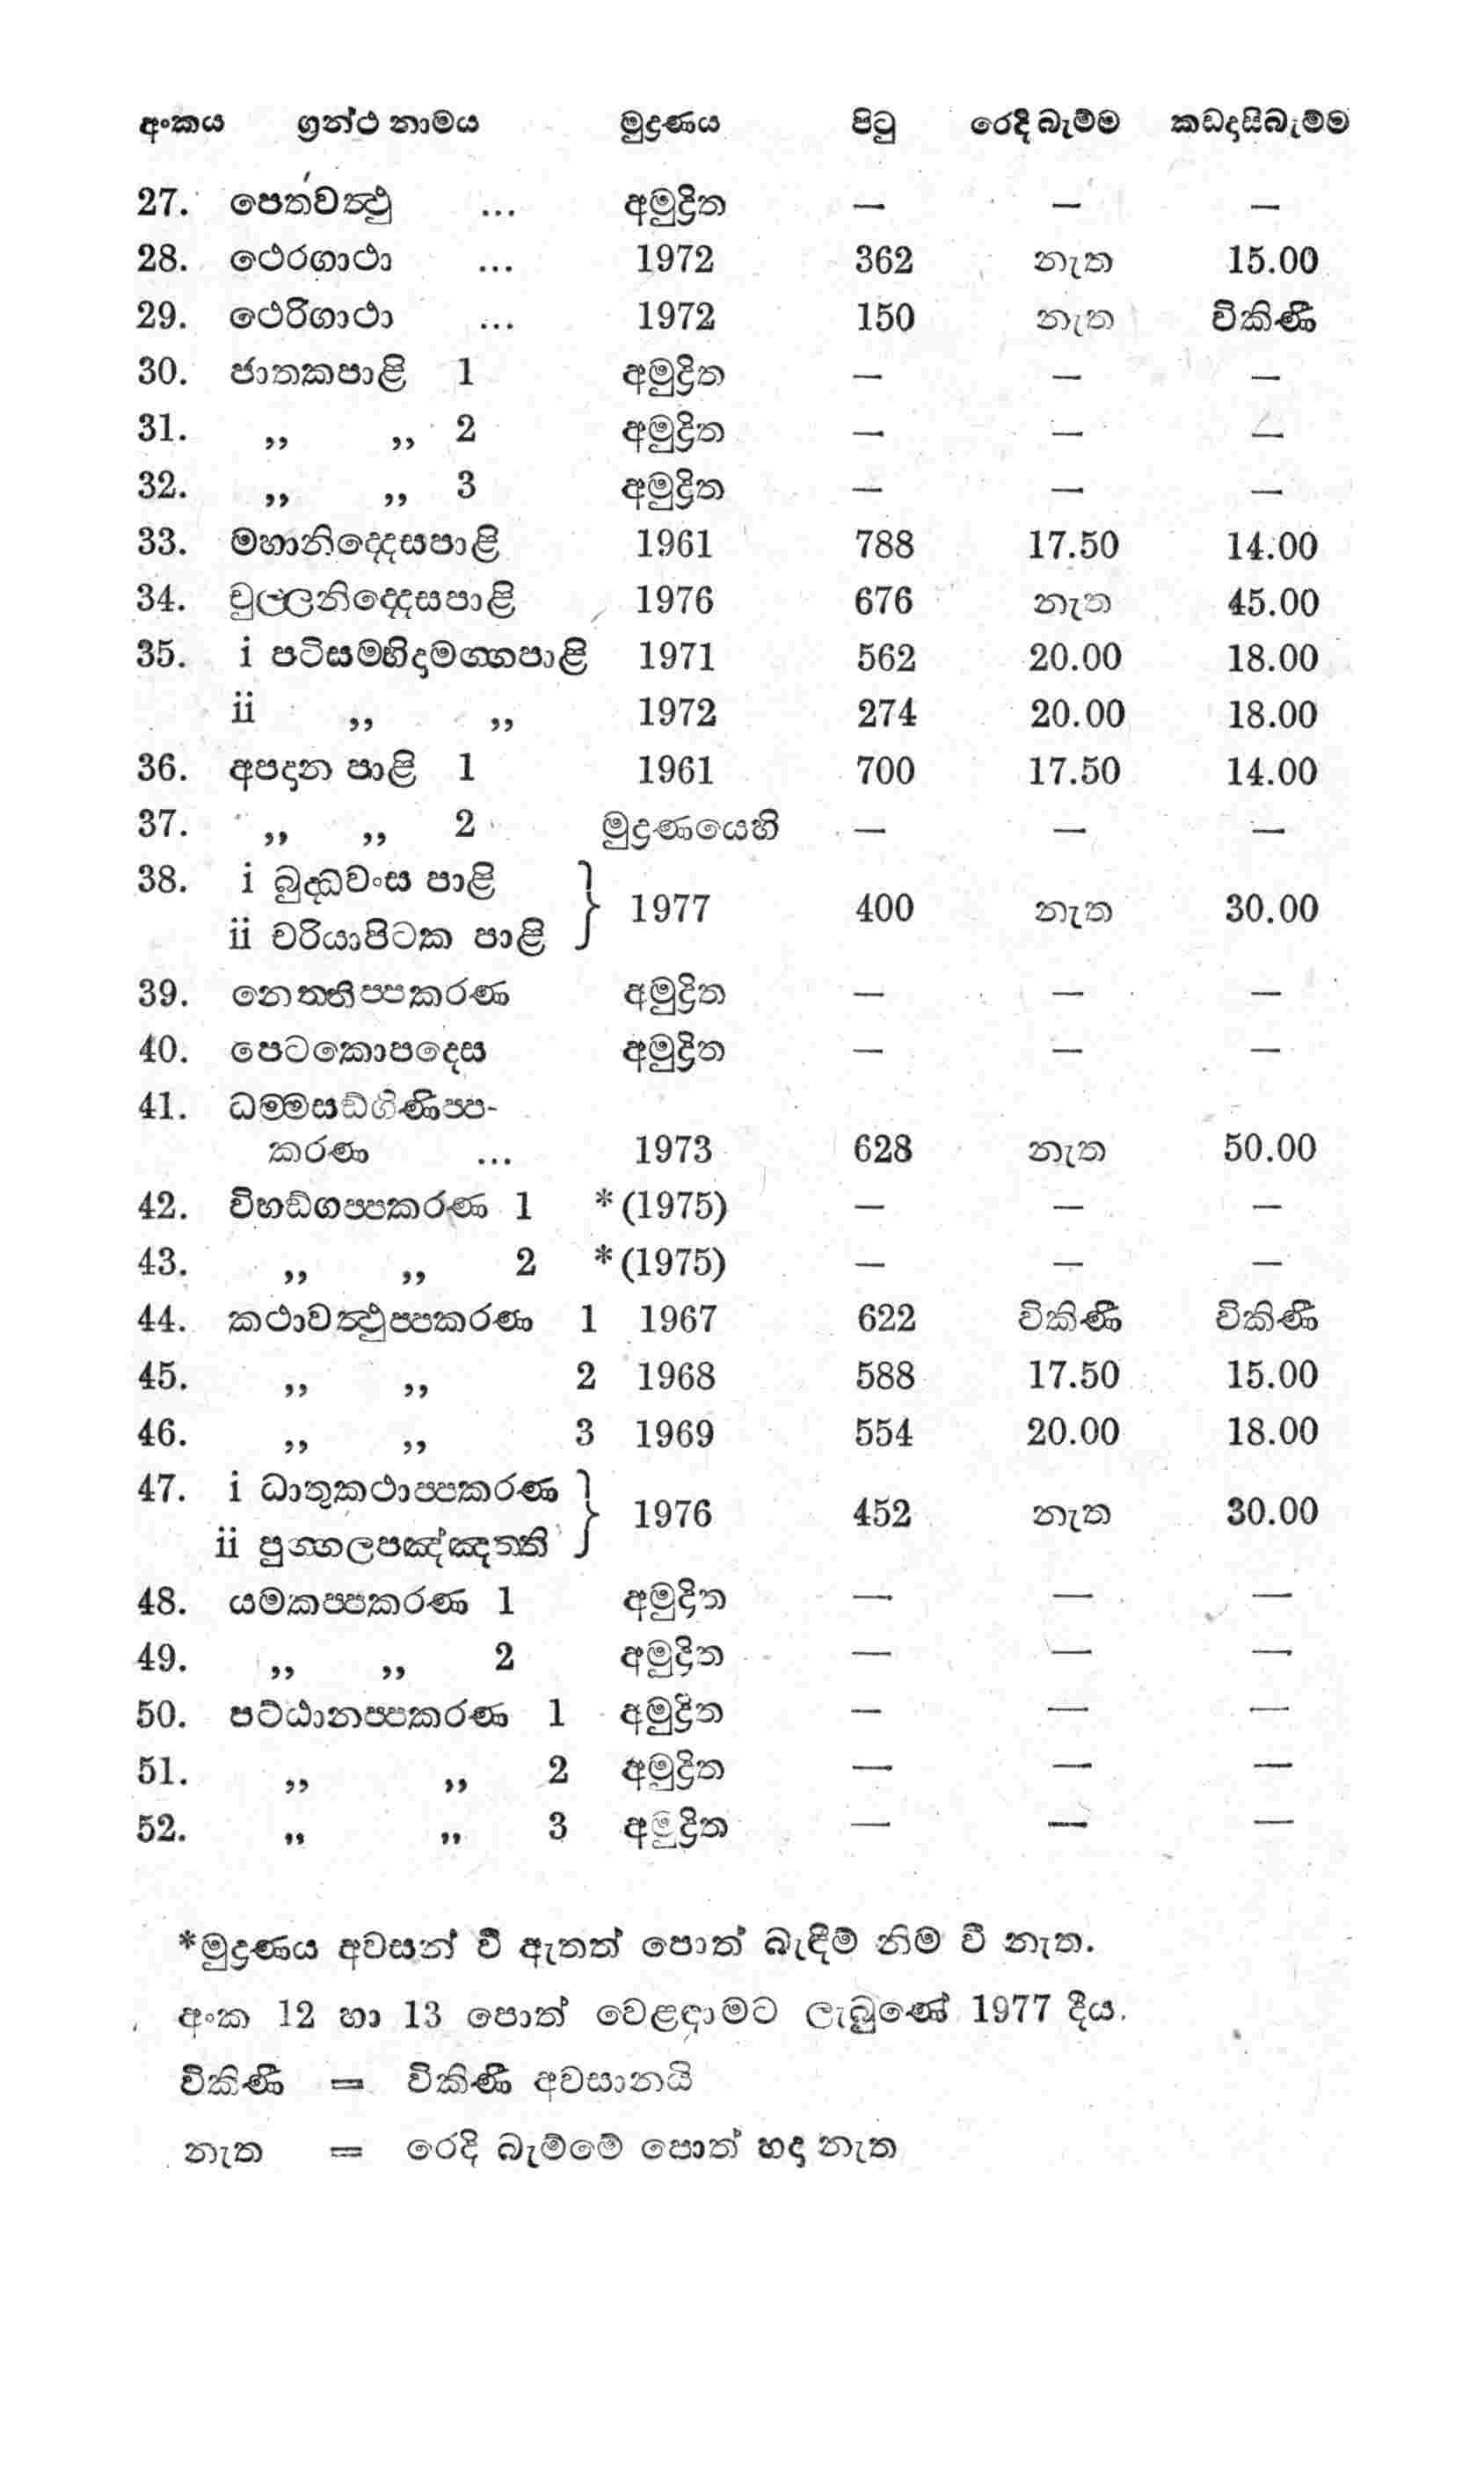 අංකය ග්‍රන්ථ නාමය මුද්‍රණය පිටු රෙදි බැම්ම කඩදාසිබැම්ම
27. පෙතවත්‍ථු ... අමුද්‍රිත — — —
28. ථෙරගාථා ... 1972 362 නැත 15.00
29. ථෙරිගාථා ... 1972 150 නැත විකිණී
30. ජාතකපාළි 1 අමුද්‍රිත — — —
31. ,, ,, 2 අමුද්‍රිත — — —
32. ,, ,, 3 අමුද්‍රිත — — —
33. මහානිද්‍දෙසපාළි 1961 788 17.50 14.00
34. චුල්‍ලනිද්‍දෙසපාළි 1976 676 නැත 45.00
35. i පටිසම්‍භිදාමග්‍ගපාළි 1971 562 20.00 18.00
ii ,, ,, 1972 274 20.00 18.00
36. අපදාන පාළි 1 1961 700 17.50 14.00
37. ,, ,, 2 මුද්‍රණයෙහි — — —
38. i බුද්‍ධවංස පාළි } 1977 400 නැත 30.00
ii චරියාපිටක පාළි
39. නෙත්‍තිප්‍පකරණ අමුද්‍රිත — — —
40. පෙටකොපදෙස අමුද්‍රිත — — —
41. ධම්‍මසඞ්ගිණිප්‍ප-
කරණ ... 1973 628 නැත 50.00
42. විභඞ්ගප්‍පකරණ 1 *(1975) — — —
43. ,, ,, 2 *(1975) — — —
44. කථාවත්‍ථුප්‍පකරණ 1 1967 622 විකිණී විකිණී
45. ,, ,, 2 1968 588 17.50 15.00
46. ,, ,, 3 1969 554 20.00 18.00
47. i ධාතුකථාප්‍පකරණ } 1976 452 නැත 30.00
ii පුග්‍ගලපඤ්ඤත්‍ති
48. යමකප්‍පකරණ 1 අමුද්‍රිත — — —
49. ,, ,, 2 අමුද්‍රිත — — —
50. පට්ඨානප්‍පකරණ 1 අමුද්‍රිත — — —
51. ,, ,, 2 අමුද්‍රිත — — —
52. ,, ,, 3 අමුද්‍රිත — — —
*මුද්‍රණය අවසන් වී ඇතත් පොත් බැඳීම් නිම වී නැත.
අංක 12 හා 13 පොත් වෙළඳාමට ලැබුණේ 1977 දීය.
විකිණී = විකිණී අවසානයි
නැත = රෙදි බැම්මේ පොත් හදා නැත